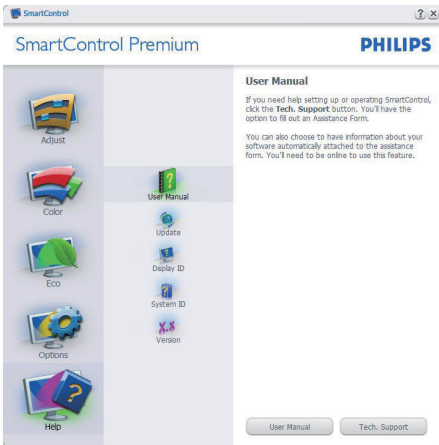 SmartControl
SmartControl Premium
PHILIPS
Adjust
Color
Eco
Options
Help
User Manual
Update
Display ID
System ID
X.X
Version
User Manual
If you need help setting up or operating SmartControl,
click the Tech. Support button. You'll have the
option to fill out an Assistance Form.
You can also choose to have information about your
software automatically attached to the assistance
form. You'll need to be online to use this feature.
User Manual
Tech. Support